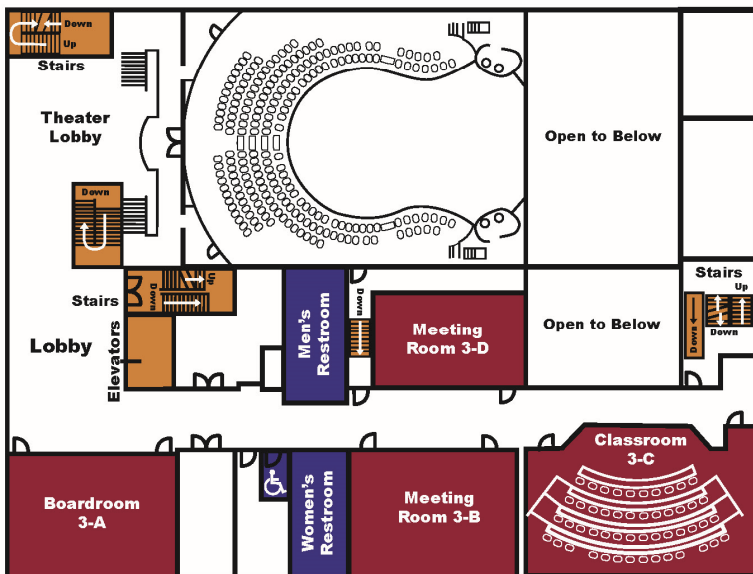 Down
Up
Stairs
Theater
Lobby
Open to Below
Down
Stairs
Up
Down
Stairs
Up
Down
Down
Lobby
Elevators
Men's
Restroom
Down
Meeting
Room 3-D
Open to Below
Boardroom
3-A
Women's
Restroom
Meeting
Room 3-B
Classroom
3-C